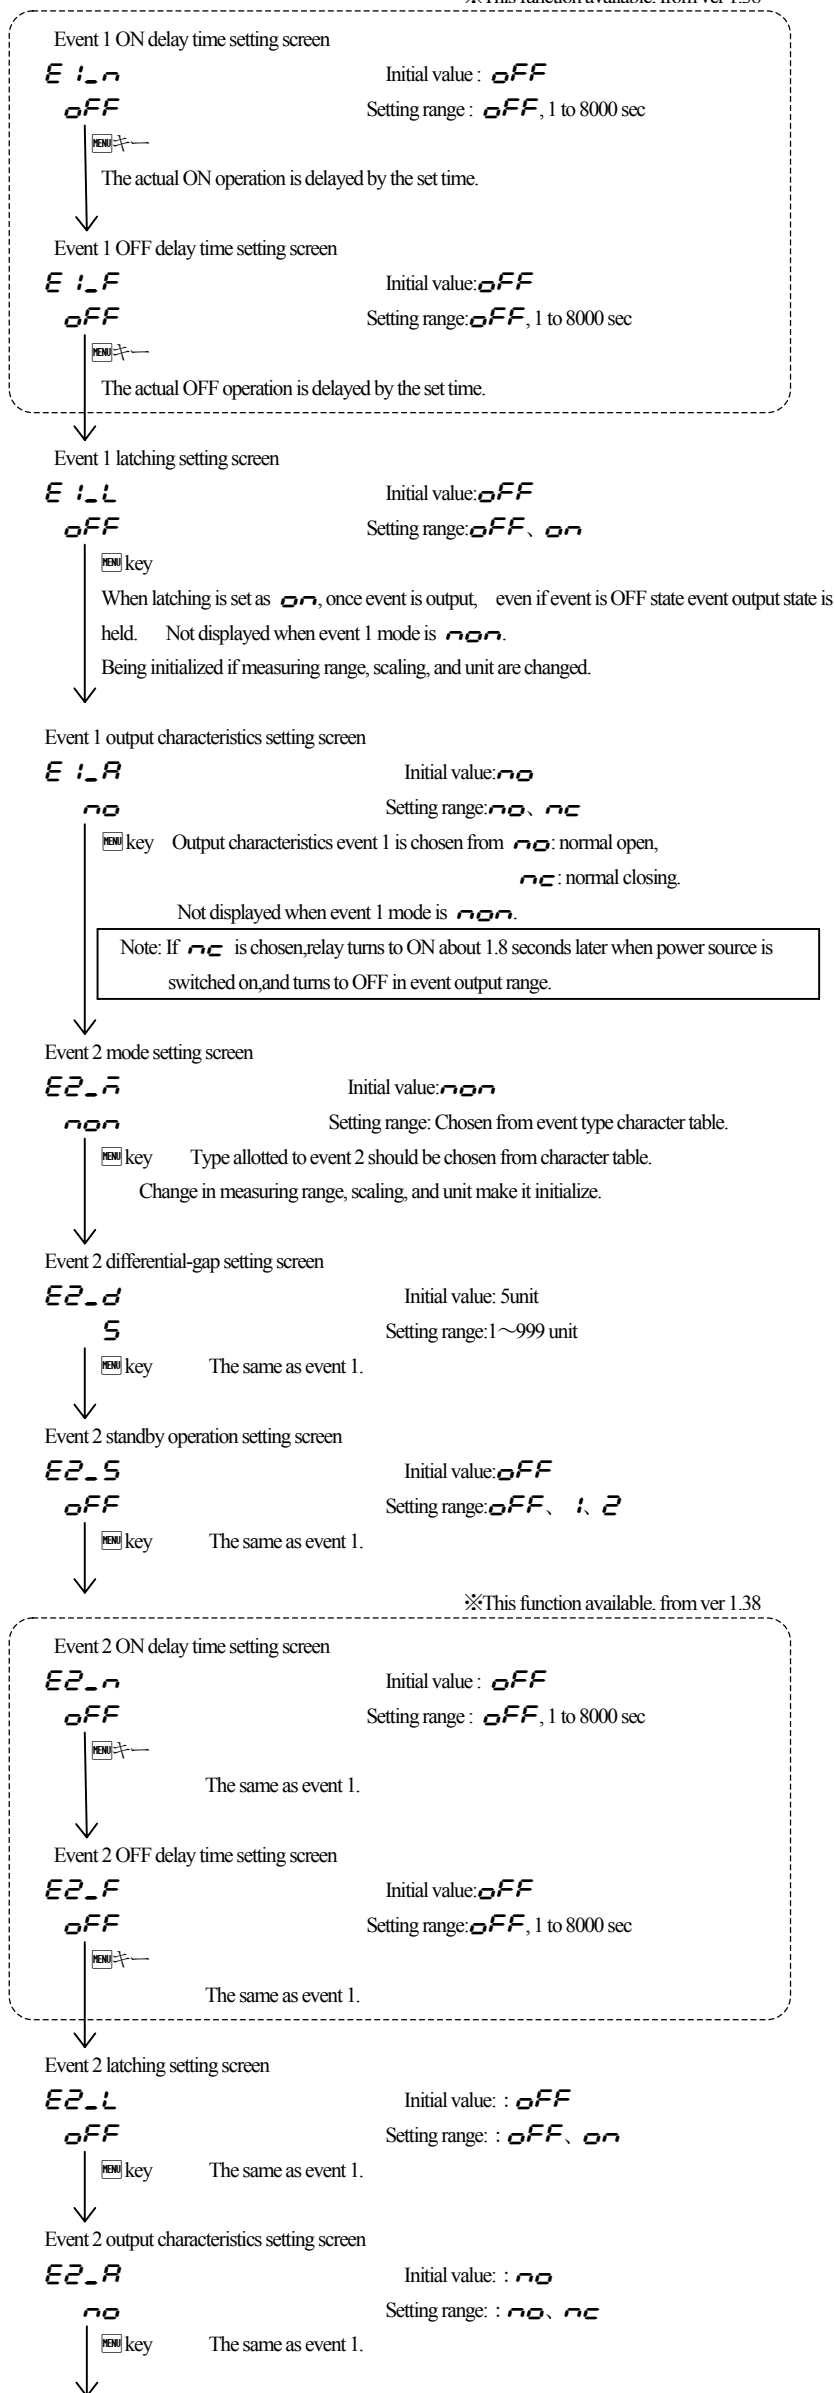 ※This function available. from ver 1.38
Event 1 ON delay time setting screen
E1_n Initial value : oFF
oFF Setting range : oFF, 1 to 8000 sec
MENUキー
The actual ON operation is delayed by the set time.
Event 1 OFF delay time setting screen
E1_F Initial value:oFF
oFF Setting range:oFF, 1 to 8000 sec
MENUキー
The actual OFF operation is delayed by the set time.
Event 1 latching setting screen
E1_L Initial value:oFF
oFF Setting range:oFF、on
MENU key
When latching is set as on, once event is output, even if event is OFF state event output state is
held. Not displayed when event 1 mode is non.
Being initialized if measuring range, scaling, and unit are changed.
Event 1 output characteristics setting screen
E1_A Initial value:no
no Setting range:no、nc
MENU key Output characteristics event 1 is chosen from no: normal open,
nc: normal closing.
Not displayed when event 1 mode is non.
Note: If nc is chosen,relay turns to ON about 1.8 seconds later when power source is
switched on,and turns to OFF in event output range.
Event 2 mode setting screen
E2_n̄ Initial value:non
non Setting range: Chosen from event type character table.
MENU key Type allotted to event 2 should be chosen from character table.
Change in measuring range, scaling, and unit make it initialize.
Event 2 differential-gap setting screen
E2_d Initial value: 5unit
5 Setting range:1～999 unit
MENU key The same as event 1.
Event 2 standby operation setting screen
E2_S Initial value:oFF
oFF Setting range:oFF、1、2
MENU key The same as event 1.
※This function available. from ver 1.38
Event 2 ON delay time setting screen
E2_n Initial value : oFF
oFF Setting range : oFF, 1 to 8000 sec
MENUキー
The same as event 1.
Event 2 OFF delay time setting screen
E2_F Initial value:oFF
oFF Setting range:oFF, 1 to 8000 sec
MENUキー
The same as event 1.
Event 2 latching setting screen
E2_L Initial value: : oFF
oFF Setting range: : oFF、on
MENU key The same as event 1.
Event 2 output characteristics setting screen
E2_A Initial value: : no
no Setting range: : no、nc
MENU key The same as event 1.